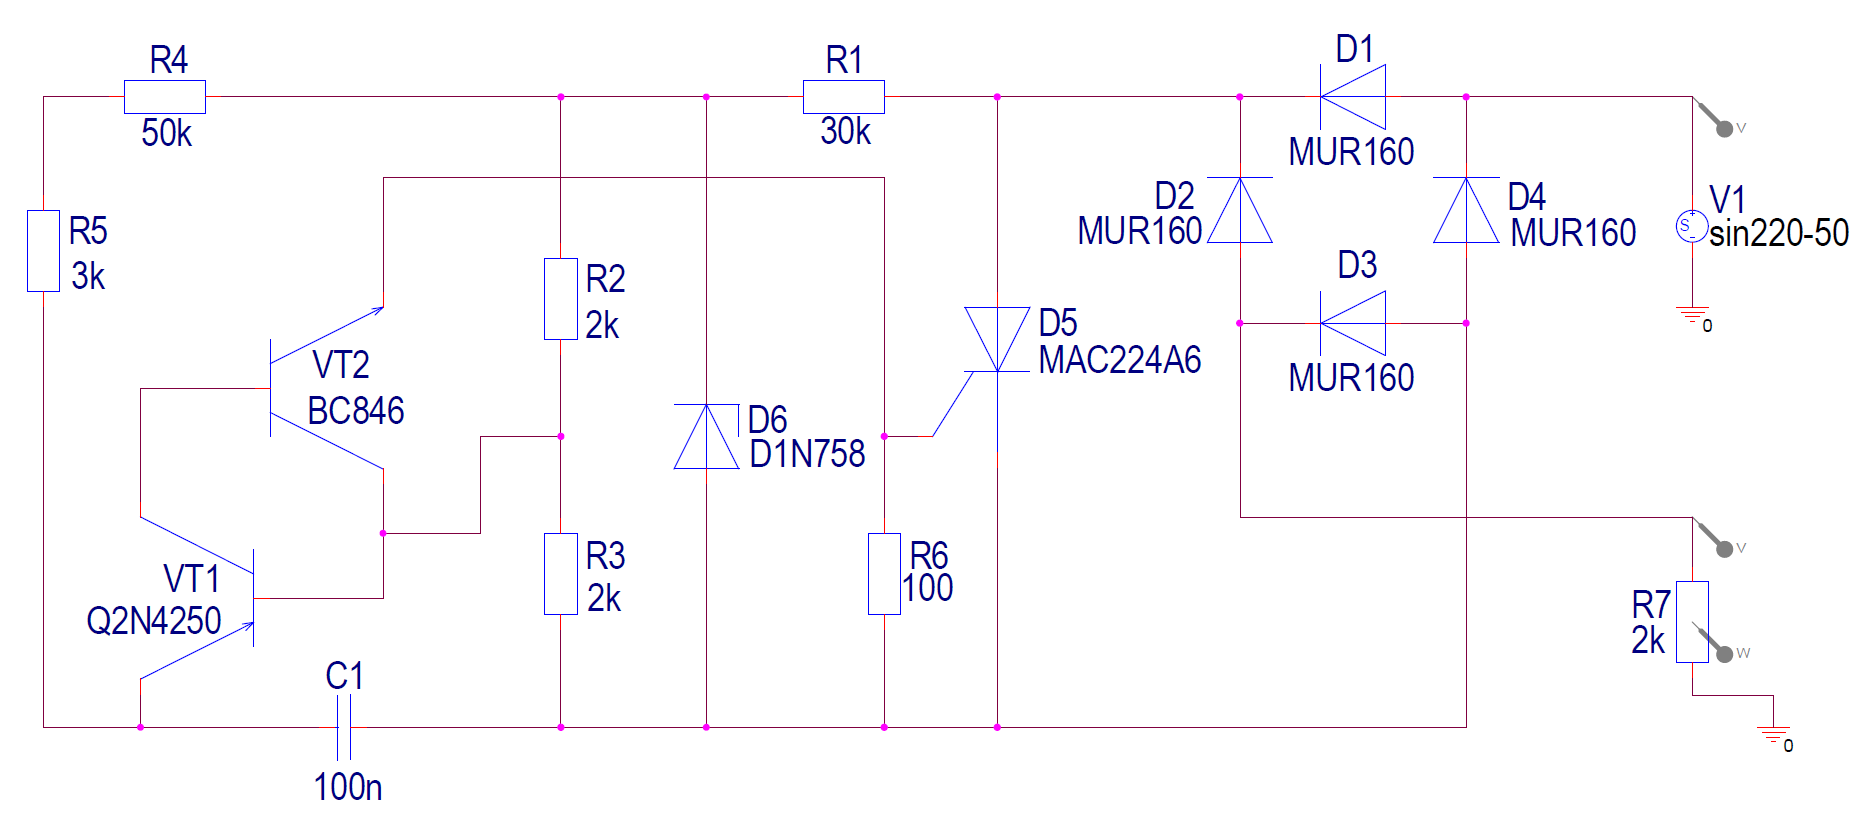 R4
50k
R1
30k
D1
MUR160
R5
3k
D2
MUR160
D4
MUR160
V
V1
S
sin220-50
0
R2
2k
D3
MUR160
VT2
BC846
D5
MAC224A6
D6
D1N758
VT1
Q2N4250
R3
2k
R6
100
V
R7
2k
W
C1
100n
0